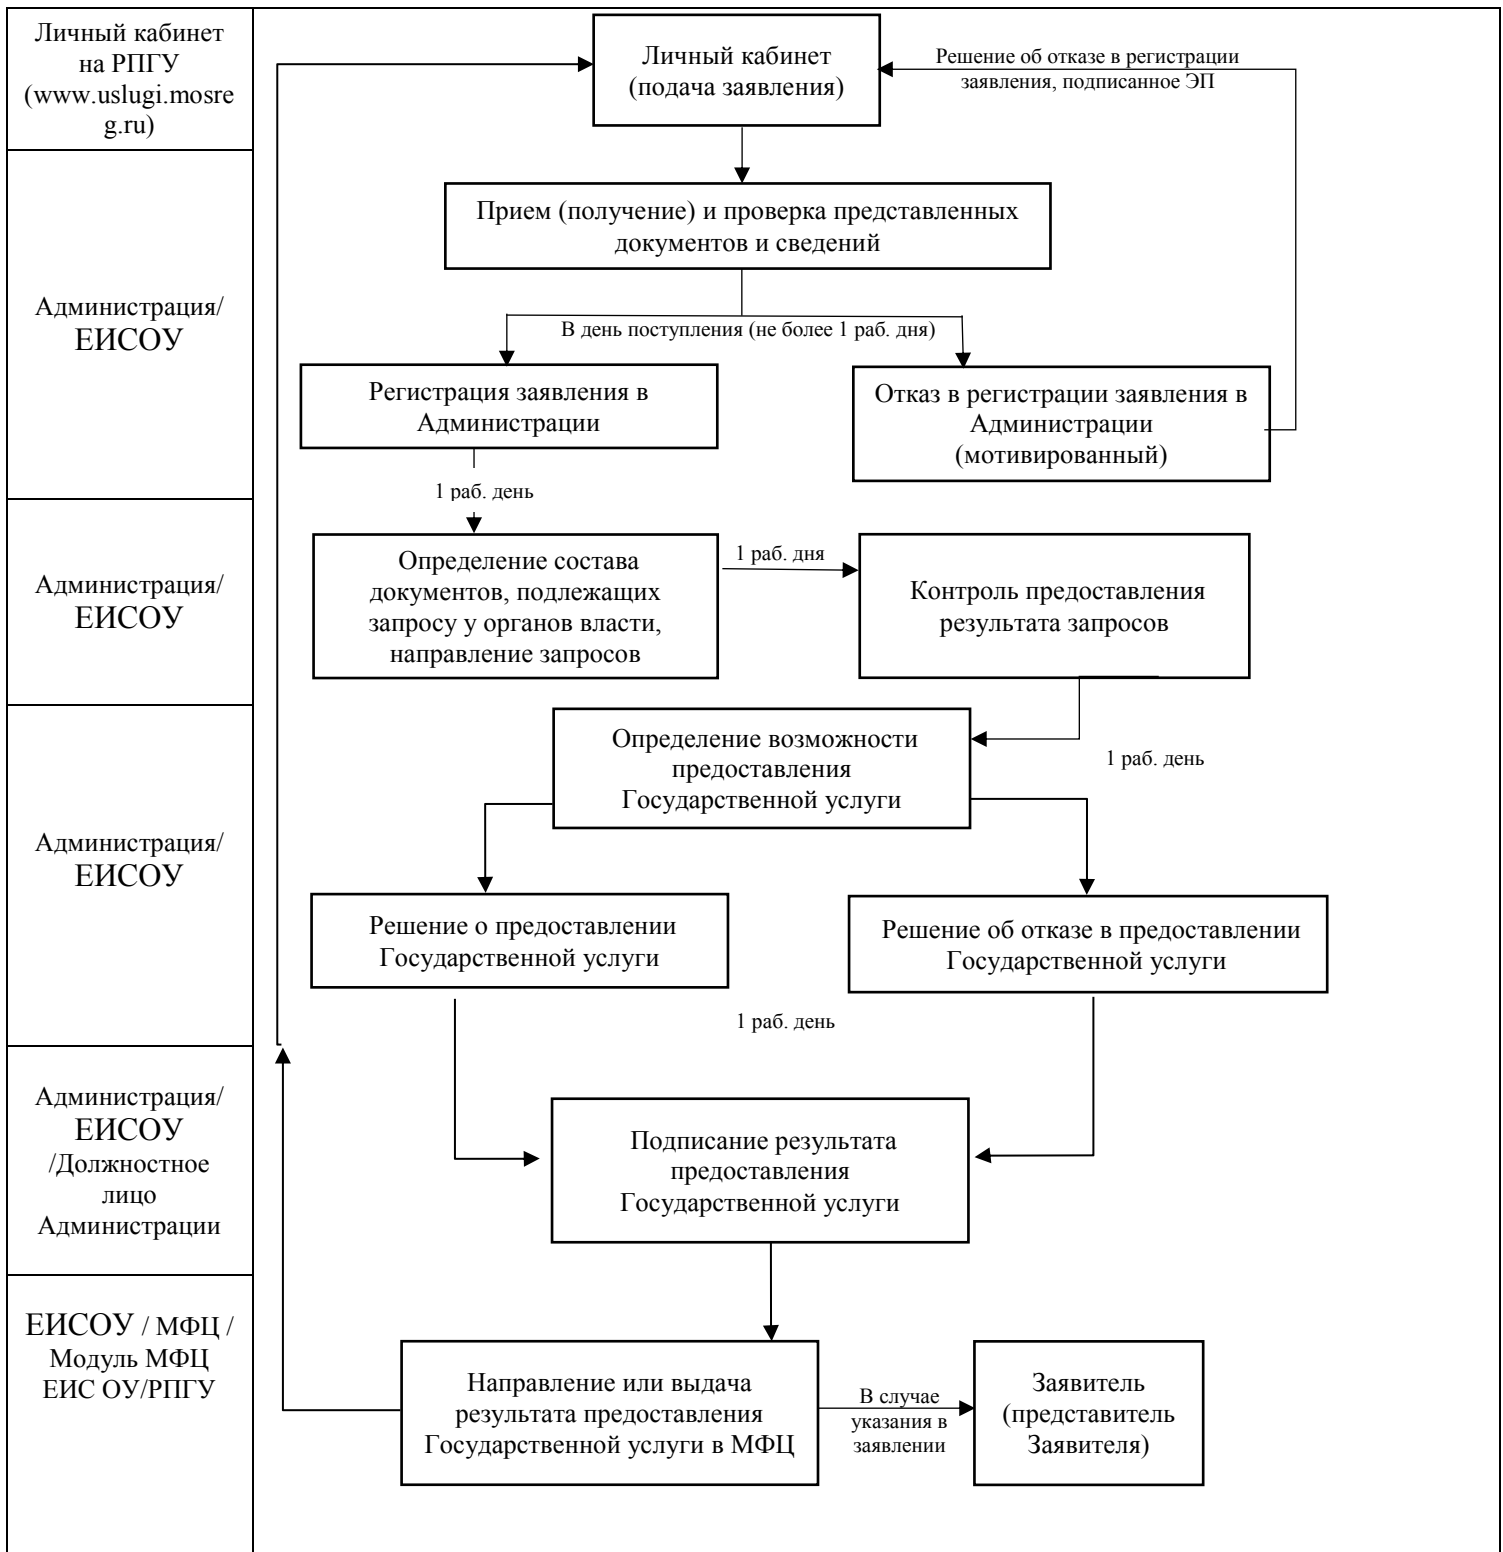 Личный кабинет
на РПГУ
(www.uslugi.mosre
g.ru)
Личный кабинет
(подача заявления)
Решение об отказе в регистрации
заявления, подписанное ЭП
Администрация/
ЕИСОУ
Прием (получение) и проверка представленных
документов и сведений
В день поступления (не более 1 раб. дня)
Регистрация заявления в
Администрации
Отказ в регистрации заявления в
Администрации
(мотивированный)
1 раб. день
Администрация/
ЕИСОУ
Определение состава
документов, подлежащих
запросу у органов власти,
направление запросов
1 раб. дня
Контроль предоставления
результата запросов
Администрация/
ЕИСОУ
Определение возможности
предоставления
Государственной услуги
1 раб. день
Решение о предоставлении
Государственной услуги
Решение об отказе в предоставлении
Государственной услуги
1 раб. день
Администрация/
ЕИСОУ
/Должностное
лицо
Администрации
Подписание результата
предоставления
Государственной услуги
ЕИСОУ / МФЦ /
Модуль МФЦ
ЕИС ОУ/РПГУ
Направление или выдача
результата предоставления
Государственной услуги в МФЦ
В случае
указания в
заявлении
Заявитель
(представитель
Заявителя)